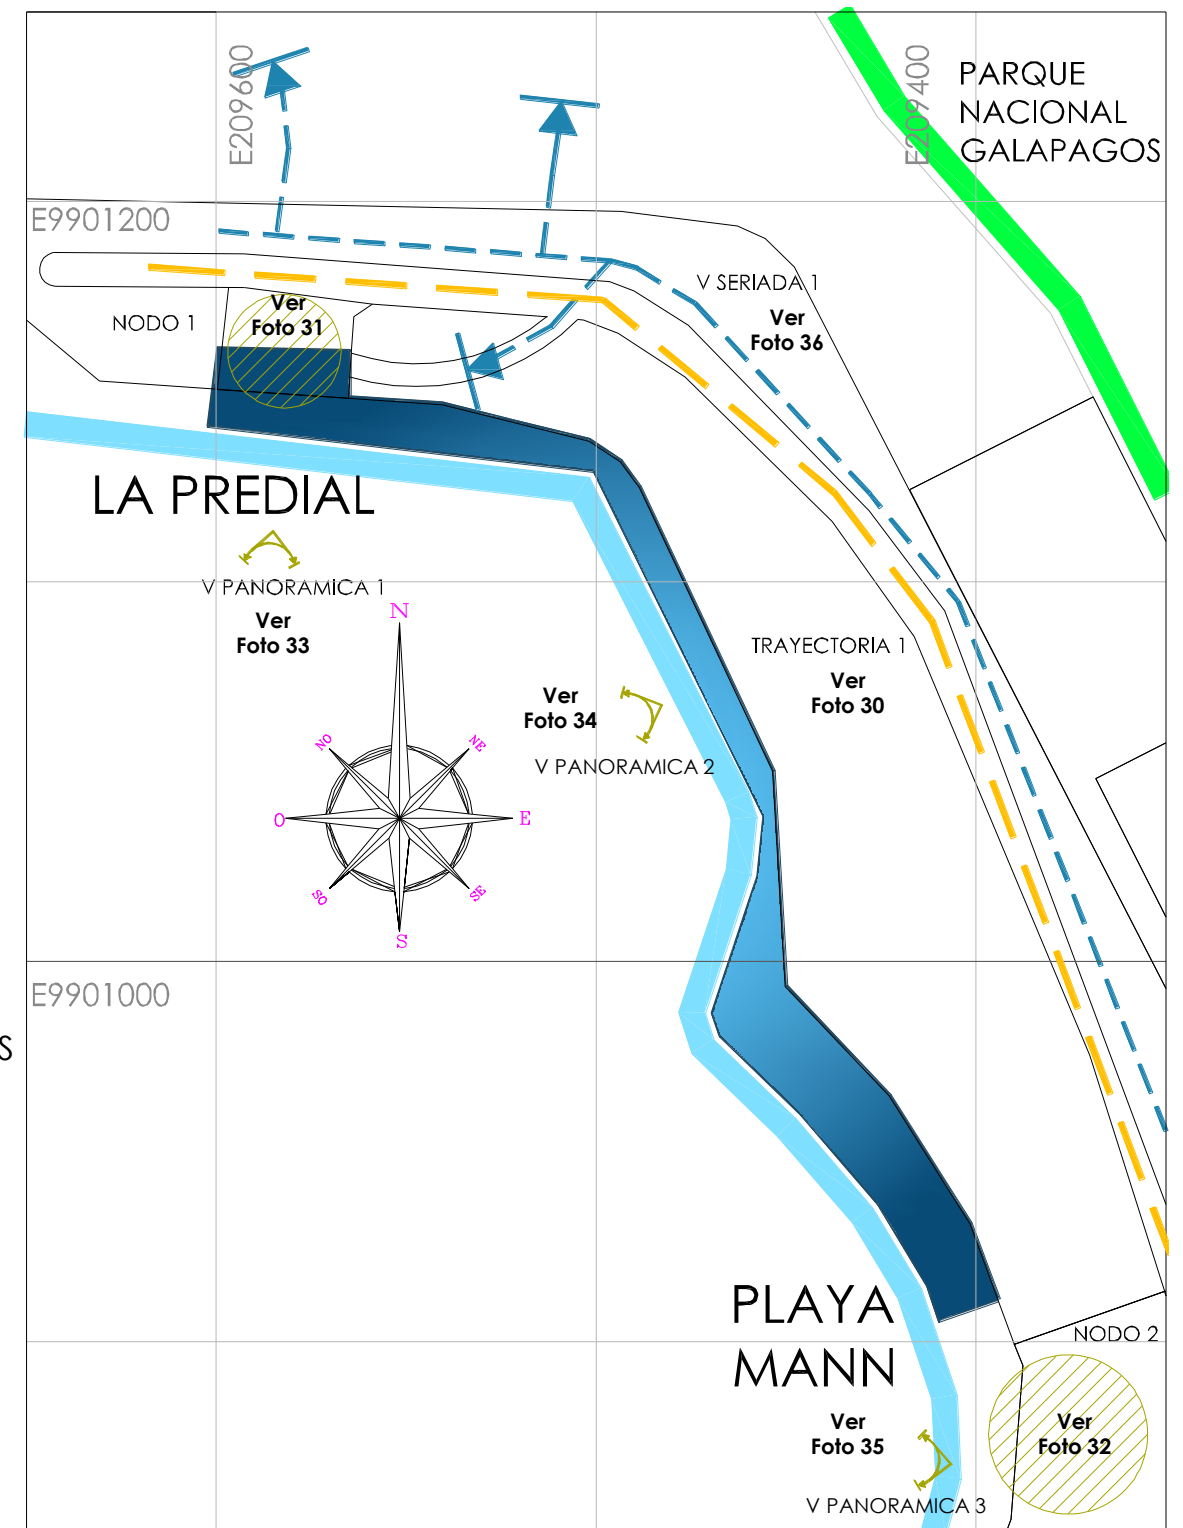 E209600
E209400
PARQUE
NACIONAL
GALAPAGOS
E9901200
V SERIADA 1
Ver
Foto 36
NODO 1
Ver
Foto 31
LA PREDIAL
V PANORAMICA 1
Ver
Foto 33
N
NO
NE
O
E
SO
SE
S
TRAYECTORIA 1
Ver
Foto 30
Ver
Foto 34
V PANORAMICA 2
E9901000
S
PLAYA
MANN
NODO 2
Ver
Foto 35
Ver
Foto 32
V PANORAMICA 3